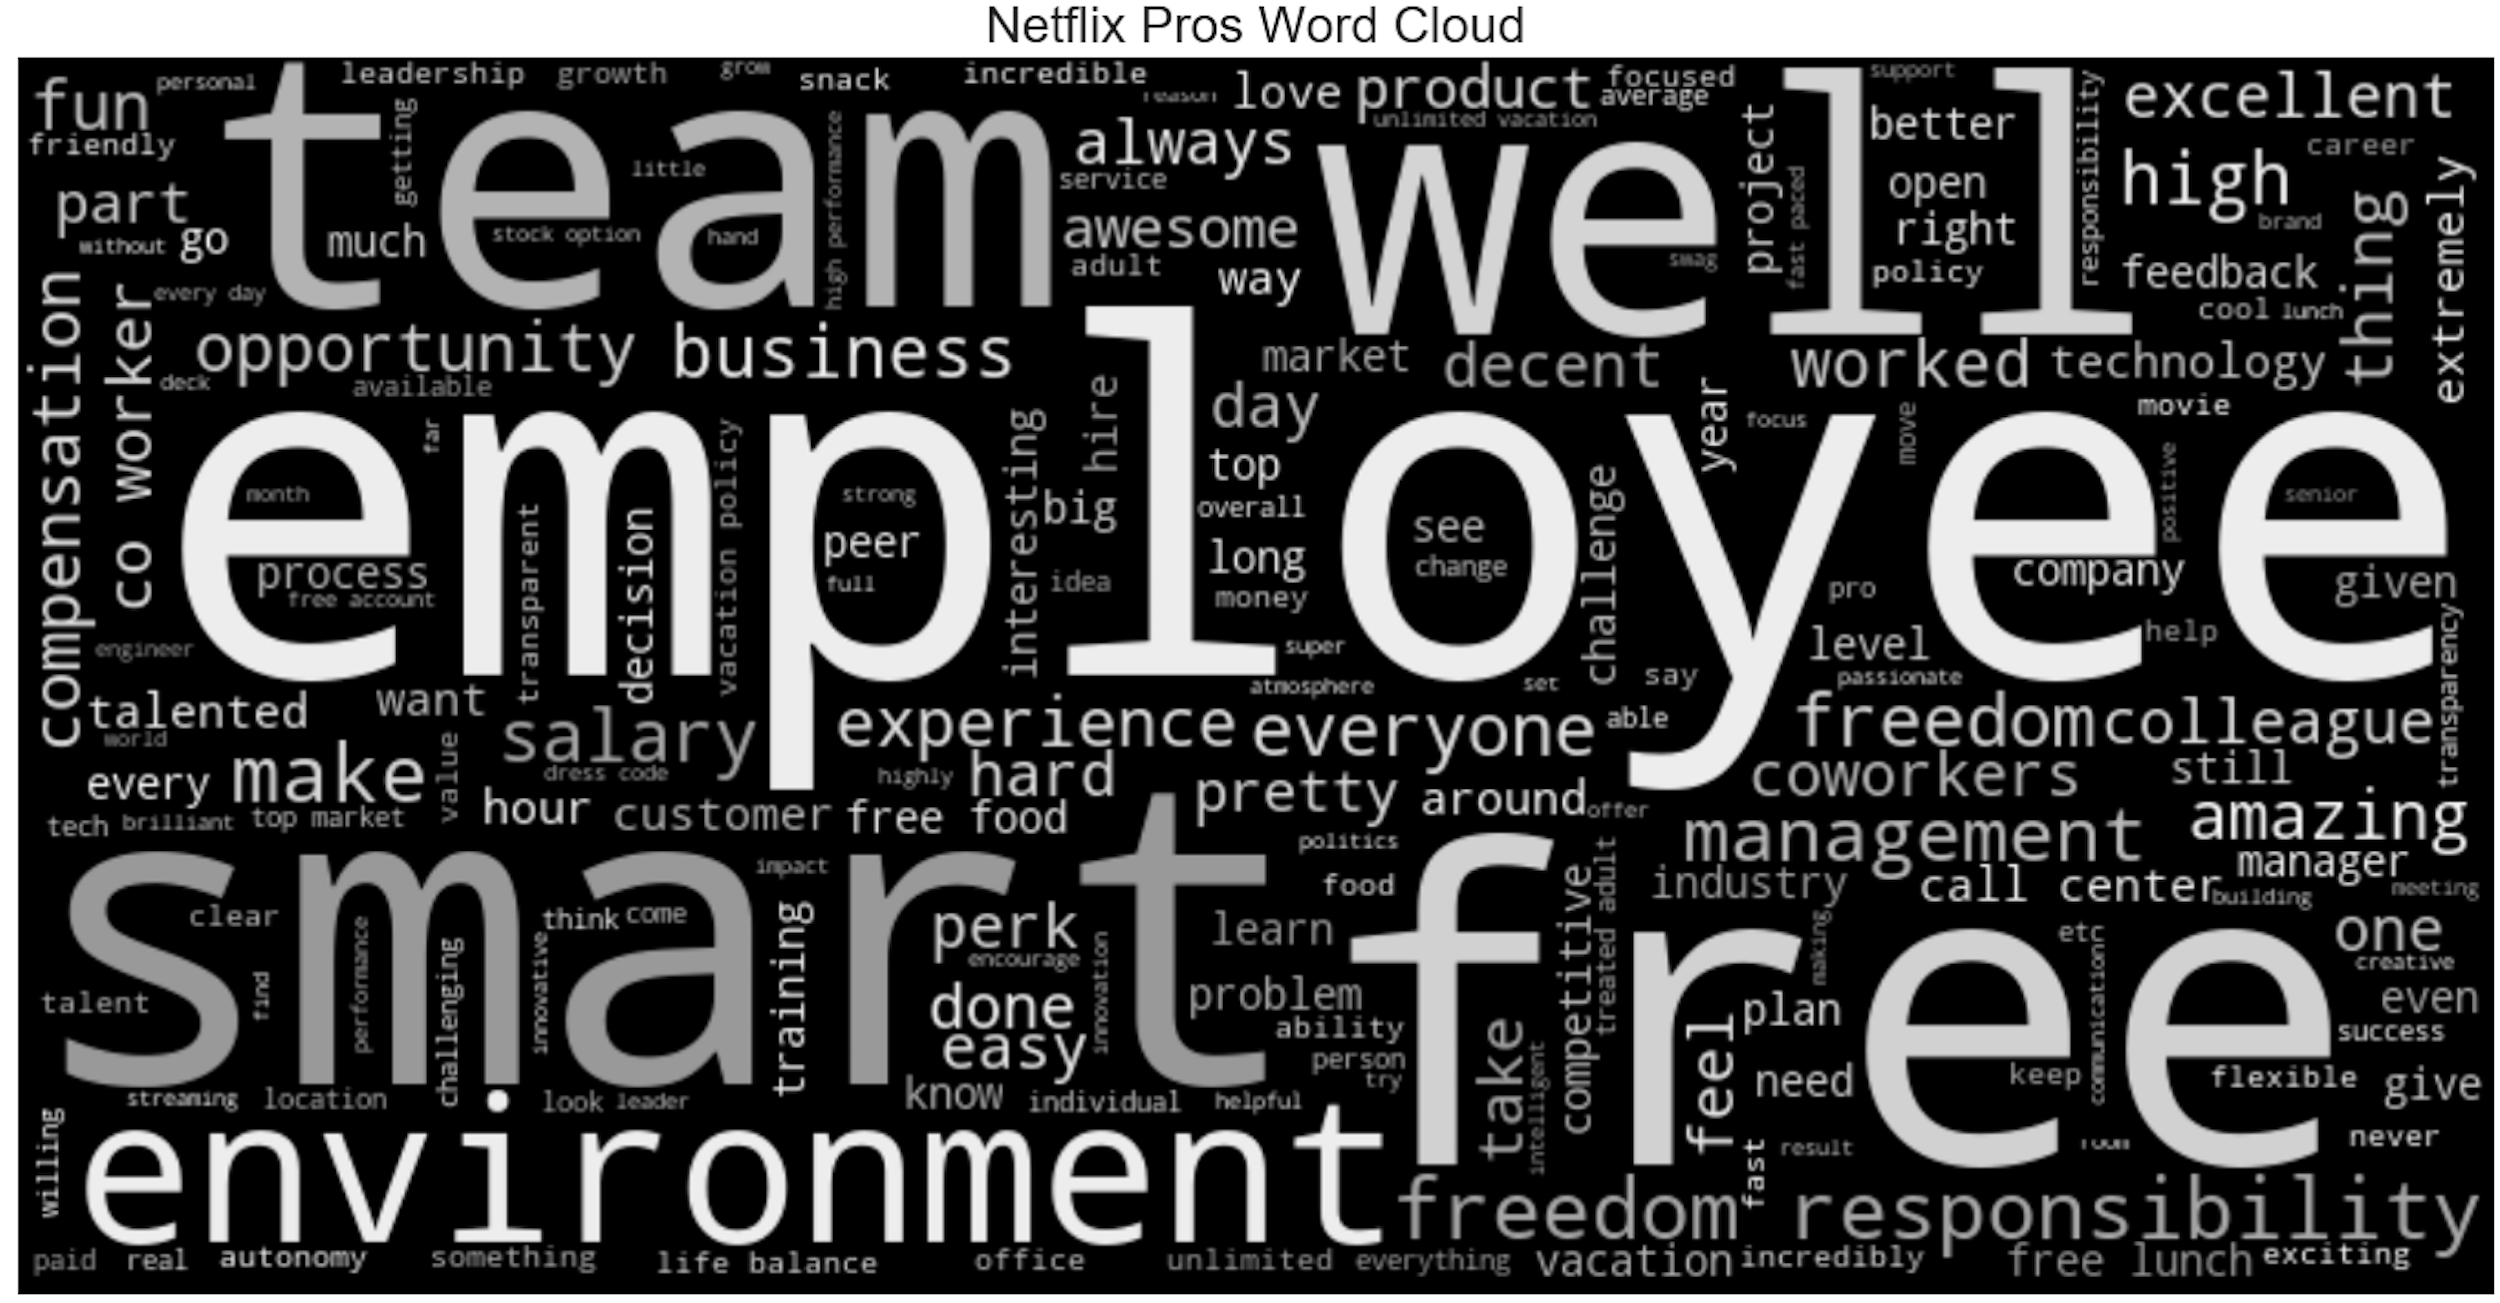 Netflix Pros Word Cloud
fun
personal
friendly
team
leadership
growth
grow
snack
incredible
reason
love
product
focused
average
unlimited vacation
well
support
responsibility
excellent
getting
little
high performance
always
service
project
better
career
high
part
without
go
much
stock option
hand
awesome
adult
way
swag
fast paced
open
right
policy
brand
feedback
thing
extremely
cool
lunch
compensation
co worker
every day
opportunity
business
deck
available
market
decent
worked
technology
movie
employee
far
month
process
free account
transparent
decision
vacation policy
strong
peer
full
interesting
hire
big
idea
day
top
overall
long
money
super
atmosphere
see
change
challenge
set
year
focus
move
pro
level
say
passionate
positive
company
senior
given
help
transparency
engineer
talented
world
want
salary
dress code
experience
everyone
able
freedom
colleague
every
make
value
hour
customer
highly
hard
free food
pretty
around
offer
coworkers
still
tech
brilliant
top market
management
amazing
manager
smart
impact
politics
food
industry
call center
building
meeting
clear
think
come
perk
encourage
learn
free
competitive
treated adult
making
etc
one
creative
talent
find
performance
challenging
innovative
training
done
easy
innovation
problem
ability
person
try
take
intelligent
feel
plan
need
keep
communication
even
success
flexible
give
streaming
location
look
leader
know
individual
helpful
willing
environment
fast
result
room
never
freedom responsibility
paid
real
autonomy
something
life balance
office
unlimited
everything
vacation
incredibly
free lunch
exciting